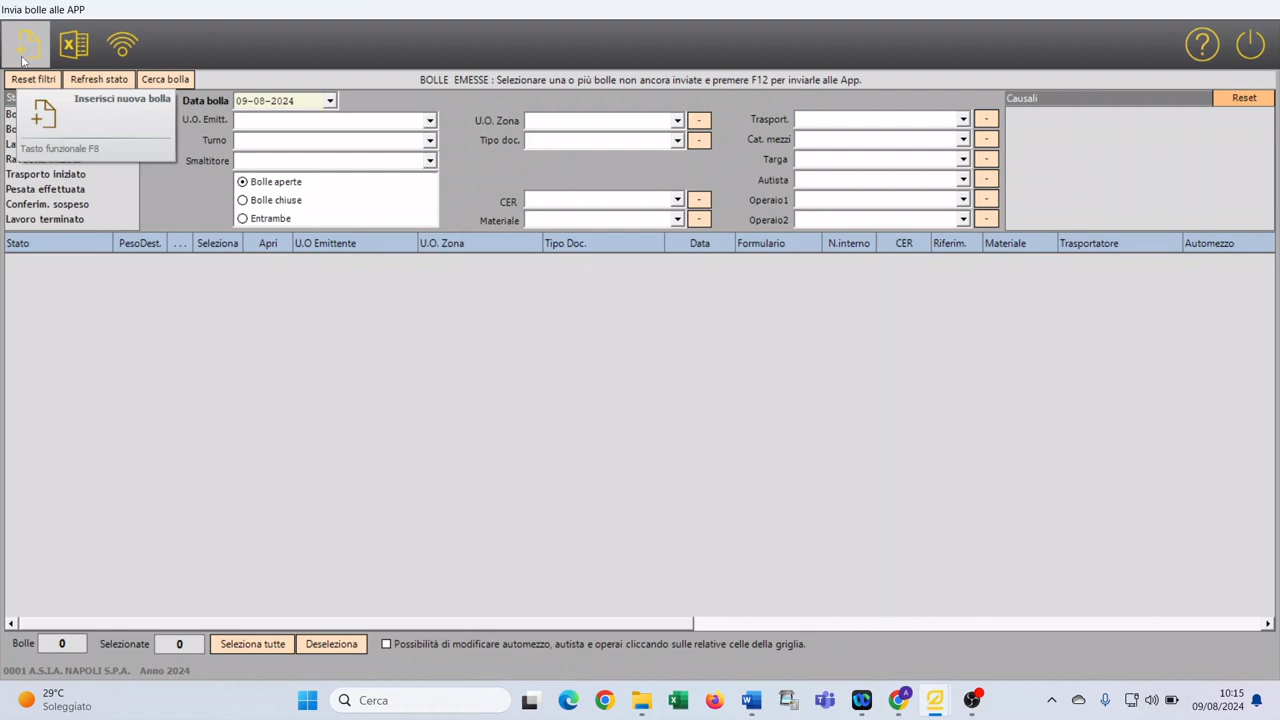 Invia bolle alle APP
Reset filtri Refresh stato Cerca bolla
BOLLE EMESSE : Selezionare una o più bolle non ancora inviate e premere F12 per inviarle alle App.
Inserisci nuova bolla
Tasto funzionale F8
Trasporto iniziato
Pesata effettuata
Conferim. sospeso
Lavoro terminato
Data bolla 09-08-2024
U.O. Emitt.
Turno
Smaltitore
Bolle aperte
Bolle chiuse
Entrambe
U.O. Zona -
Tipo doc. -
CER -
Materiale -
Trasport. -
Cat. mezzi -
Targa -
Autista -
Operaio1 -
Operaio2 -
Causali Reset
Stato PesoDest. ... Seleziona Apri U.O Emittente U.O. Zona Tipo Doc. Data Formulario N.interno CER Riferim. Materiale Trasportatore Automezzo
Bolle 0 Selezionate 0 Seleziona tutte Deseleziona Possibilità di modificare automezzo, autista e operai cliccando sulle relative celle della griglia.
0001 A.S.I.A. NAPOLI S.P.A. Anno 2024
29°C
Soleggiato
Cerca
10:15
09/08/2024